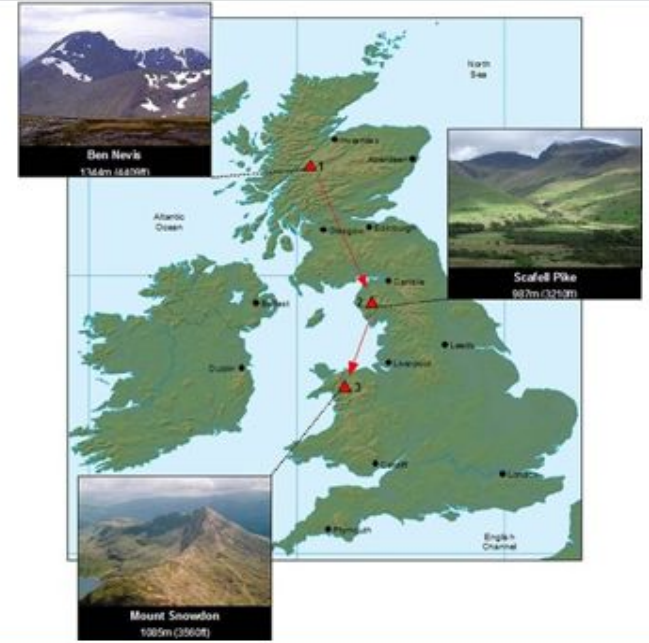 Ben Nevis
1344m (4409ft)
North
Sea
Inverness
Aberdeen
1
Atlantic
Ocean
Glasgow
Edinburgh
Scafell Pike
987m (3210ft)
Carlisle
2
Belfast
Leeds
Dublin
Liverpool
3
Cardiff
London
Plymouth
English
Channel
Mount Snowdon
1085m (3560ft)